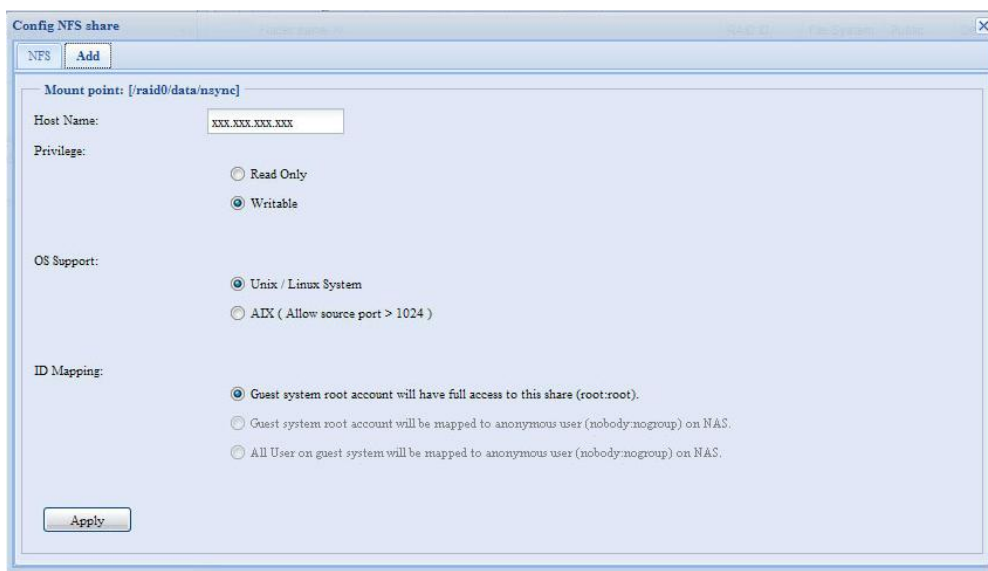 Config NFS share
NFS Add
Mount point: [/raid0/data/nsync]
Host Name: xxx.xxx.xxx.xxx
Privilege:
Read Only
Writable
OS Support:
Unix / Linux System
AIX ( Allow source port > 1024 )
ID Mapping:
Guest system root account will have full access to this share (root:root).
Guest system root account will be mapped to anonymous user (nobody:nogroup) on NAS.
All User on guest system will be mapped to anonymous user (nobody:nogroup) on NAS.
Apply